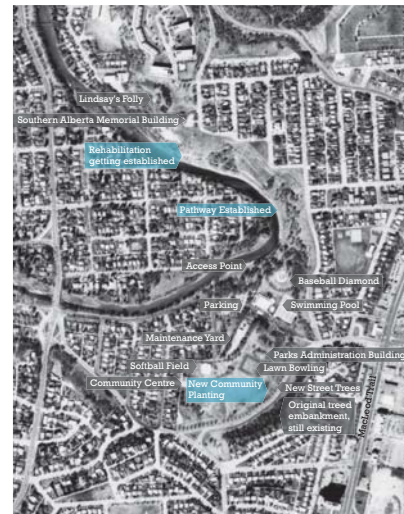 Lindsay's Folly
Southern Alberta Memorial Building
Rehabilitation
getting established
Pathway Established
Access Point
Baseball Diamond
Parking
Swimming Pool
Maintenance Yard
Parks Administration Building
Softball Field
Lawn Bowling
Community Centre
New Community
Planting
New Street Trees
Original treed
embankment,
still existing
MacLeod Trail